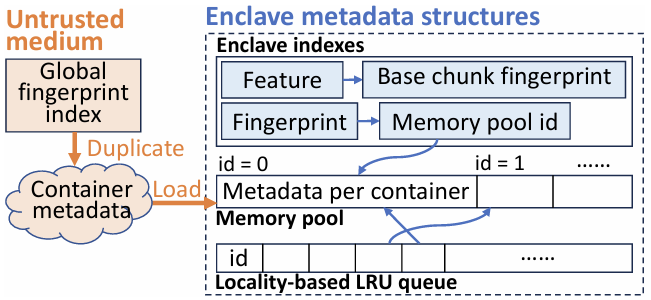 Untrusted
medium
Global
fingerprint
index
Duplicate
Container
metadata
Load
Enclave metadata structures
Enclave indexes
Feature
Base chunk fingerprint
Fingerprint
Memory pool id
id = 0
id = 1
······
Metadata per container
Memory pool
id
······
Locality-based LRU queue